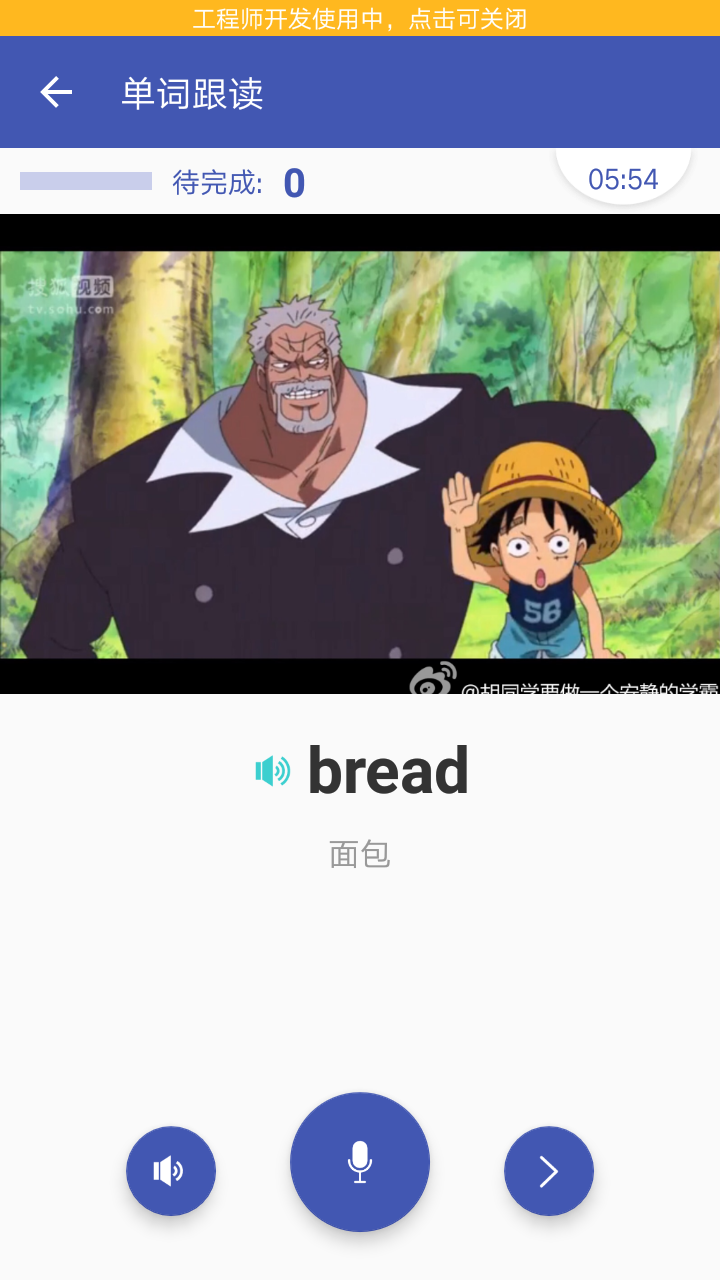 工程师开发使用中，点击可关闭
单词跟读
待完成: 0
05:54
搜狐视频
tv.sohu.com
56
@胡同学要做一个安静的学霸
bread
面包